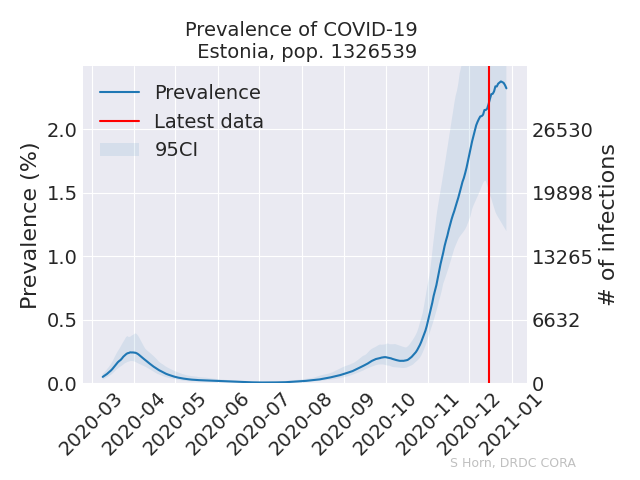 Prevalence of COVID-19
Estonia, pop. 1326539
Prevalence
Latest data
95CI
Prevalence (%)
2.0
1.5
1.0
0.5
0.0
26530
19898
13265
6632
0
# of infections
2020-03
2020-04
2020-05
2020-06
2020-07
2020-08
2020-09
2020-10
2020-11
2020-12
2021-01
S Horn, DRDC CORA